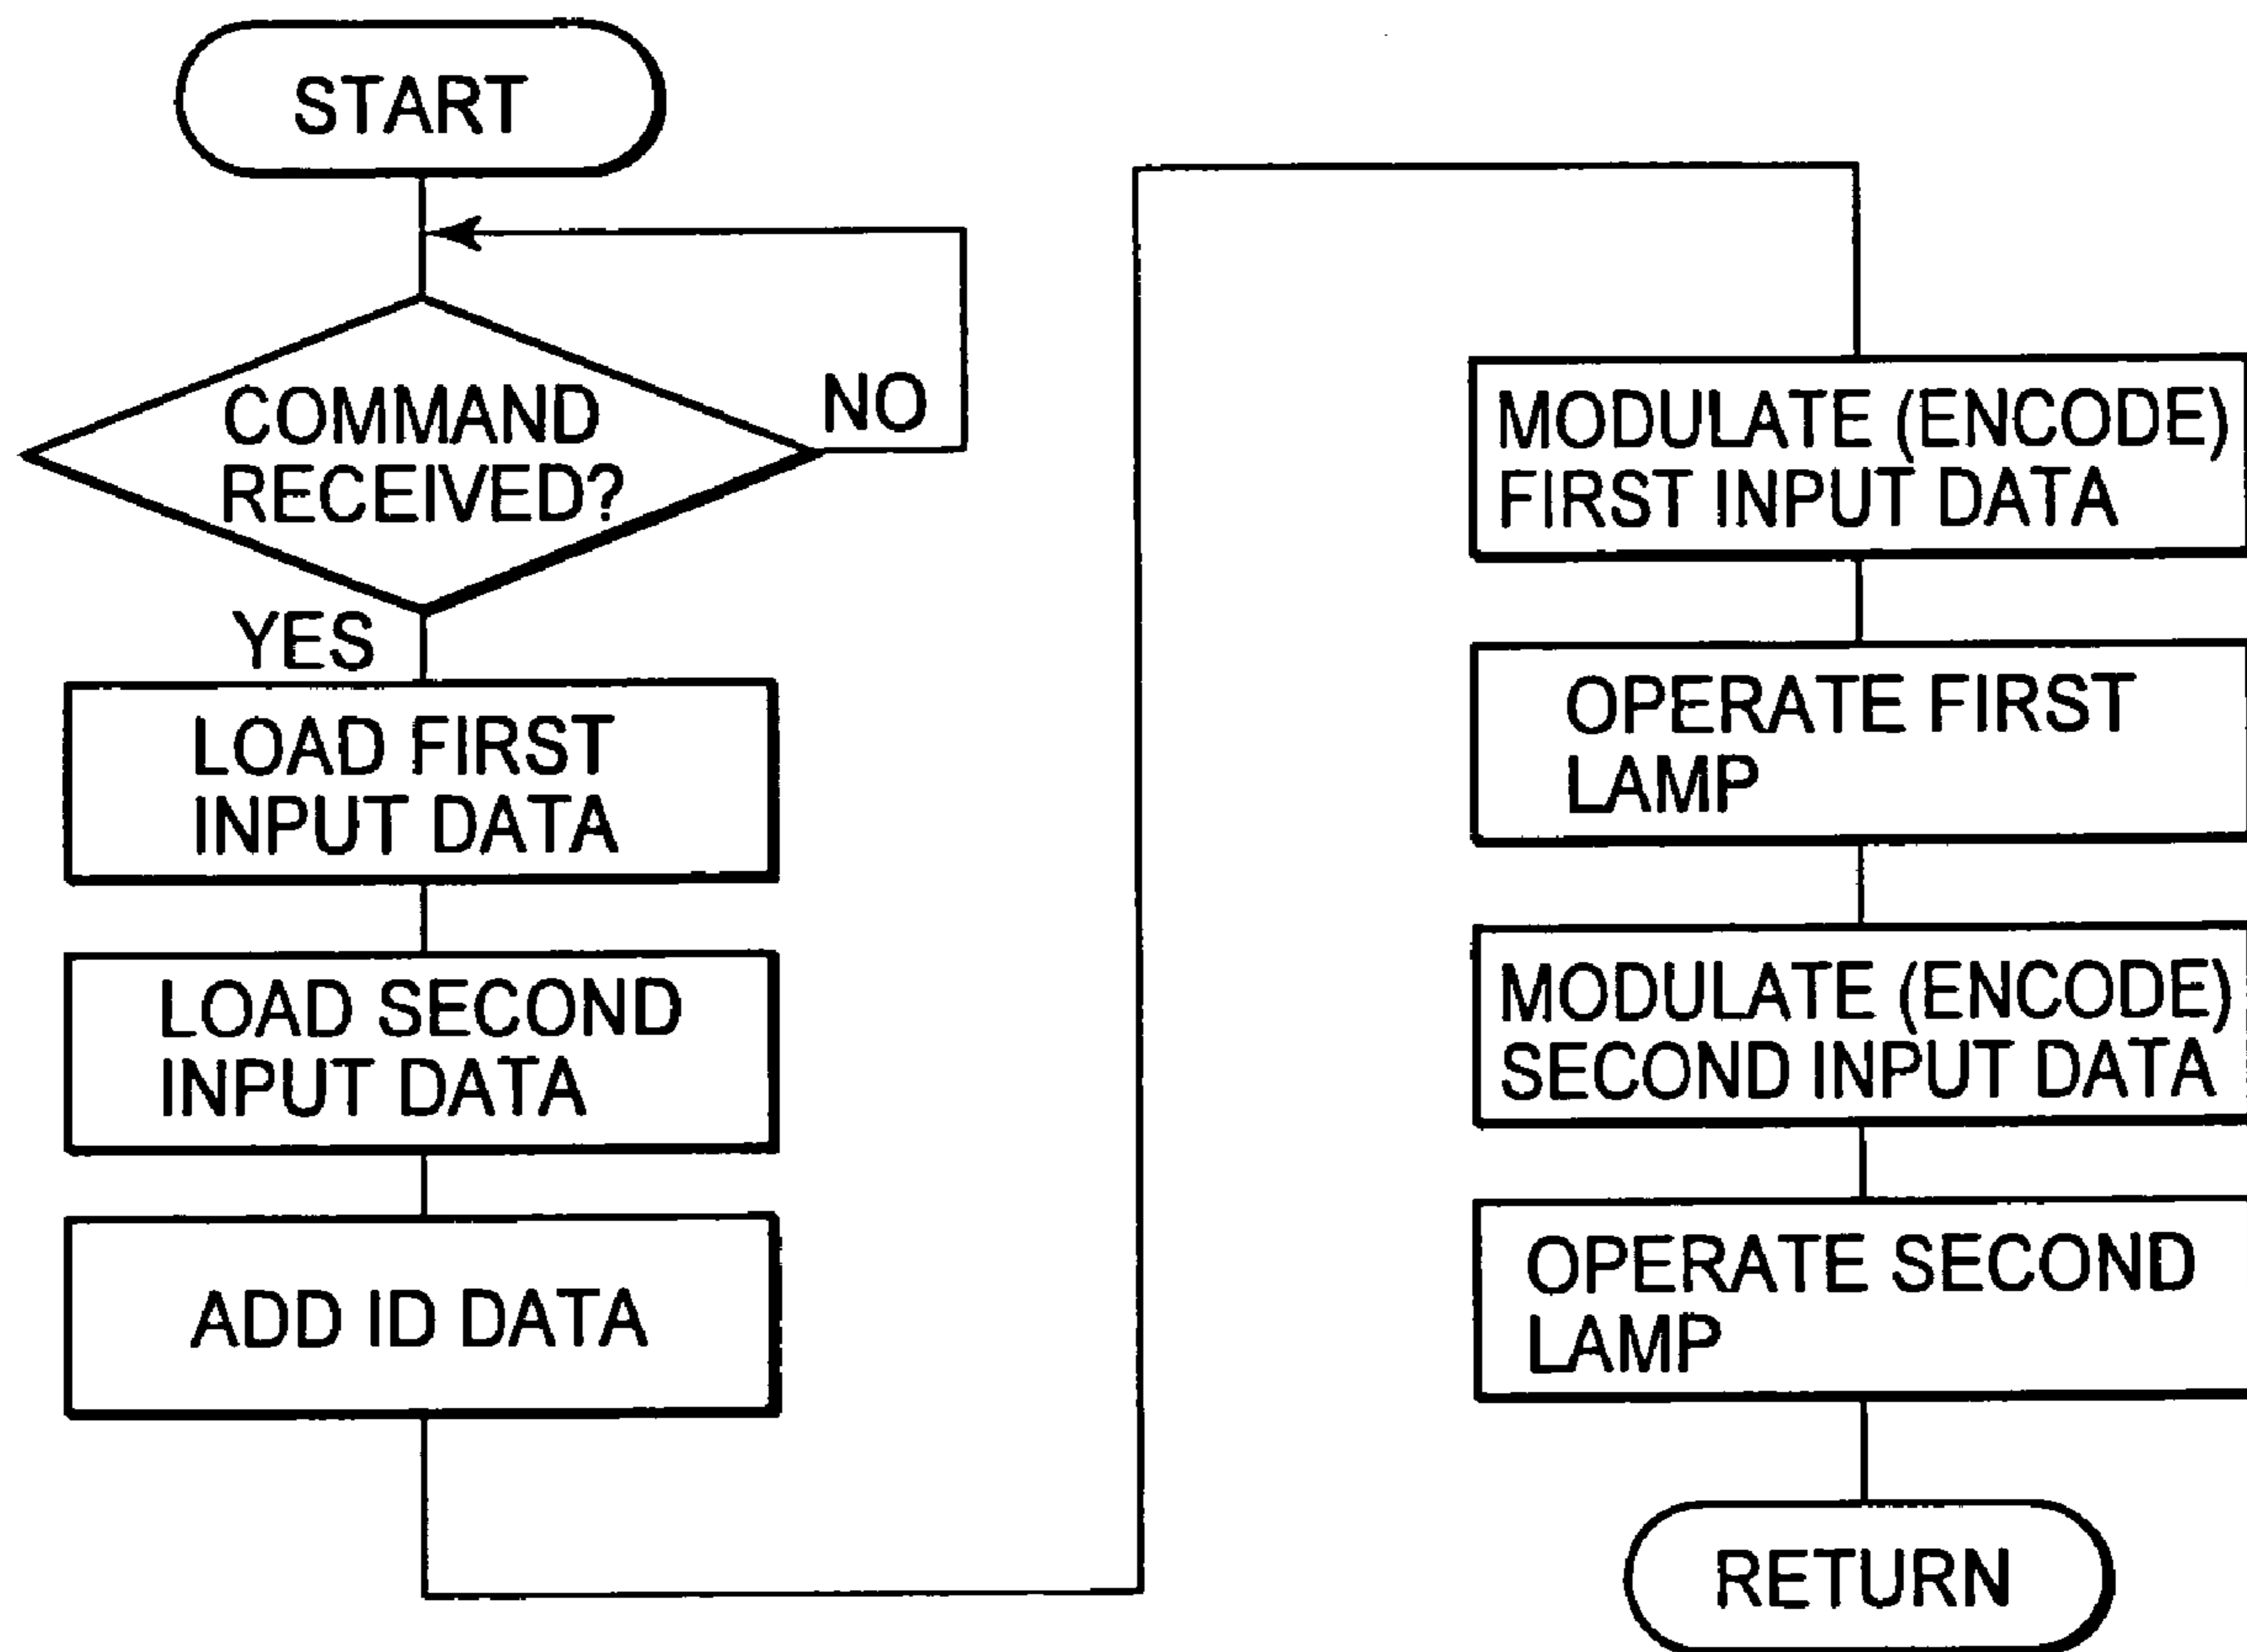 START
COMMAND
RECEIVED?
NO
YES
LOAD FIRST
INPUT DATA
LOAD SECOND
INPUT DATA
ADD ID DATA
MODULATE (ENCODE)
FIRST INPUT DATA
OPERATE FIRST
LAMP
MODULATE (ENCODE)
SECOND INPUT DATA
OPERATE SECOND
LAMP
RETURN